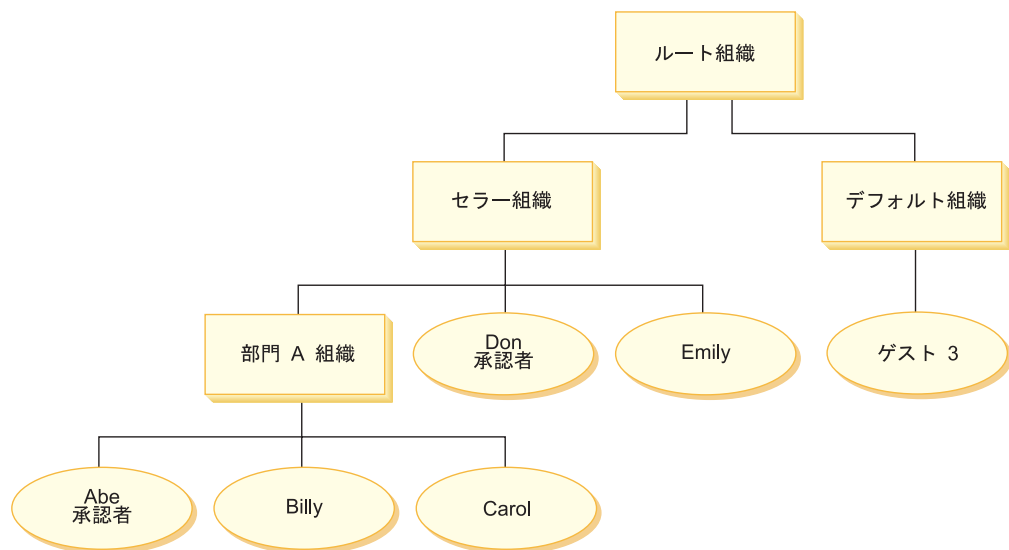 ルート組織
セラー組織
デフォルト組織
部門 A 組織
Don
承認者
Emily
ゲスト 3
Abe
承認者
Billy
Carol